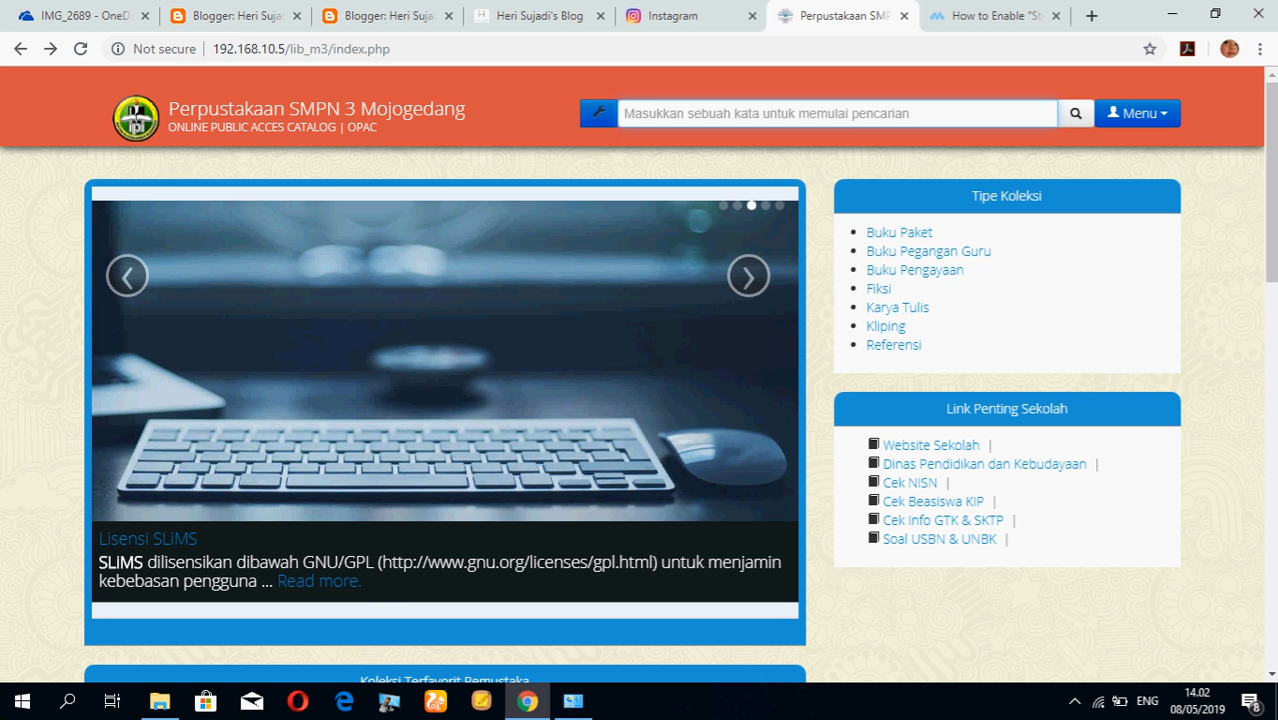 IMG_2689 - OneD
Blogger: Heri Suja
Blogger: Heri Suja
Heri Sujadi's Blog
Instagram
Perpustakaan SMP
How to Enable "St
Not secure
192.168.10.5/lib_m3/index.php
Perpustakaan SMPN 3 Mojogedang
ONLINE PUBLIC ACCES CATALOG | OPAC
Masukkan sebuah kata untuk memulai pencarian
Menu
Lisensi SLiMS
SLiMS dilisensikan dibawah GNU/GPL (http://www.gnu.org/licenses/gpl.html) untuk menjamin
kebebasan pengguna ... Read more.
Koleksi Terfavorit Pemustaka
Tipe Koleksi
Buku Paket
Buku Pegangan Guru
Buku Pengayaan
Fiksi
Karya Tulis
Kliping
Referensi
Link Penting Sekolah
Website Sekolah |
Dinas Pendidikan dan Kebudayaan |
Cek NISN |
Cek Beasiswa KIP |
Cek Info GTK & SKTP |
Soal USBN & UNBK |
ENG
14.02
08/05/2019
8